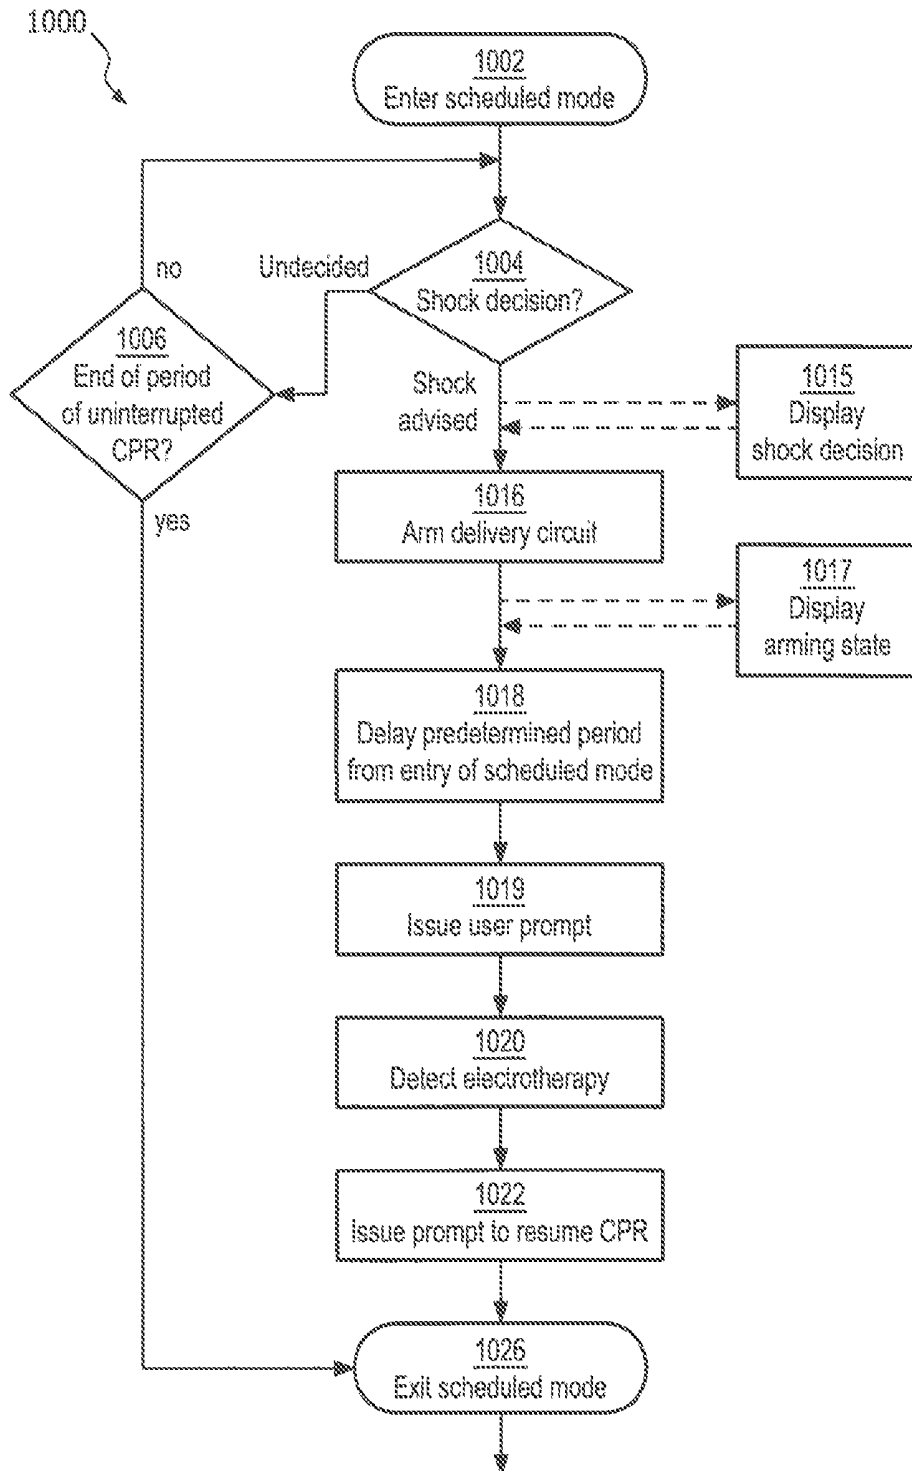 1000
1002
Enter scheduled mode
no
Undecided
1004
Shock decision?
1006
End of period
of uninterrupted
CPR?
Shock
advised
1015
Display
shock decision
1016
Arm delivery circuit
yes
1017
Display
arming state
1018
Delay predetermined period
from entry of scheduled mode
1019
Issue user prompt
1020
Detect electrotherapy
1022
Issue prompt to resume CPR
1026
Exit scheduled mode